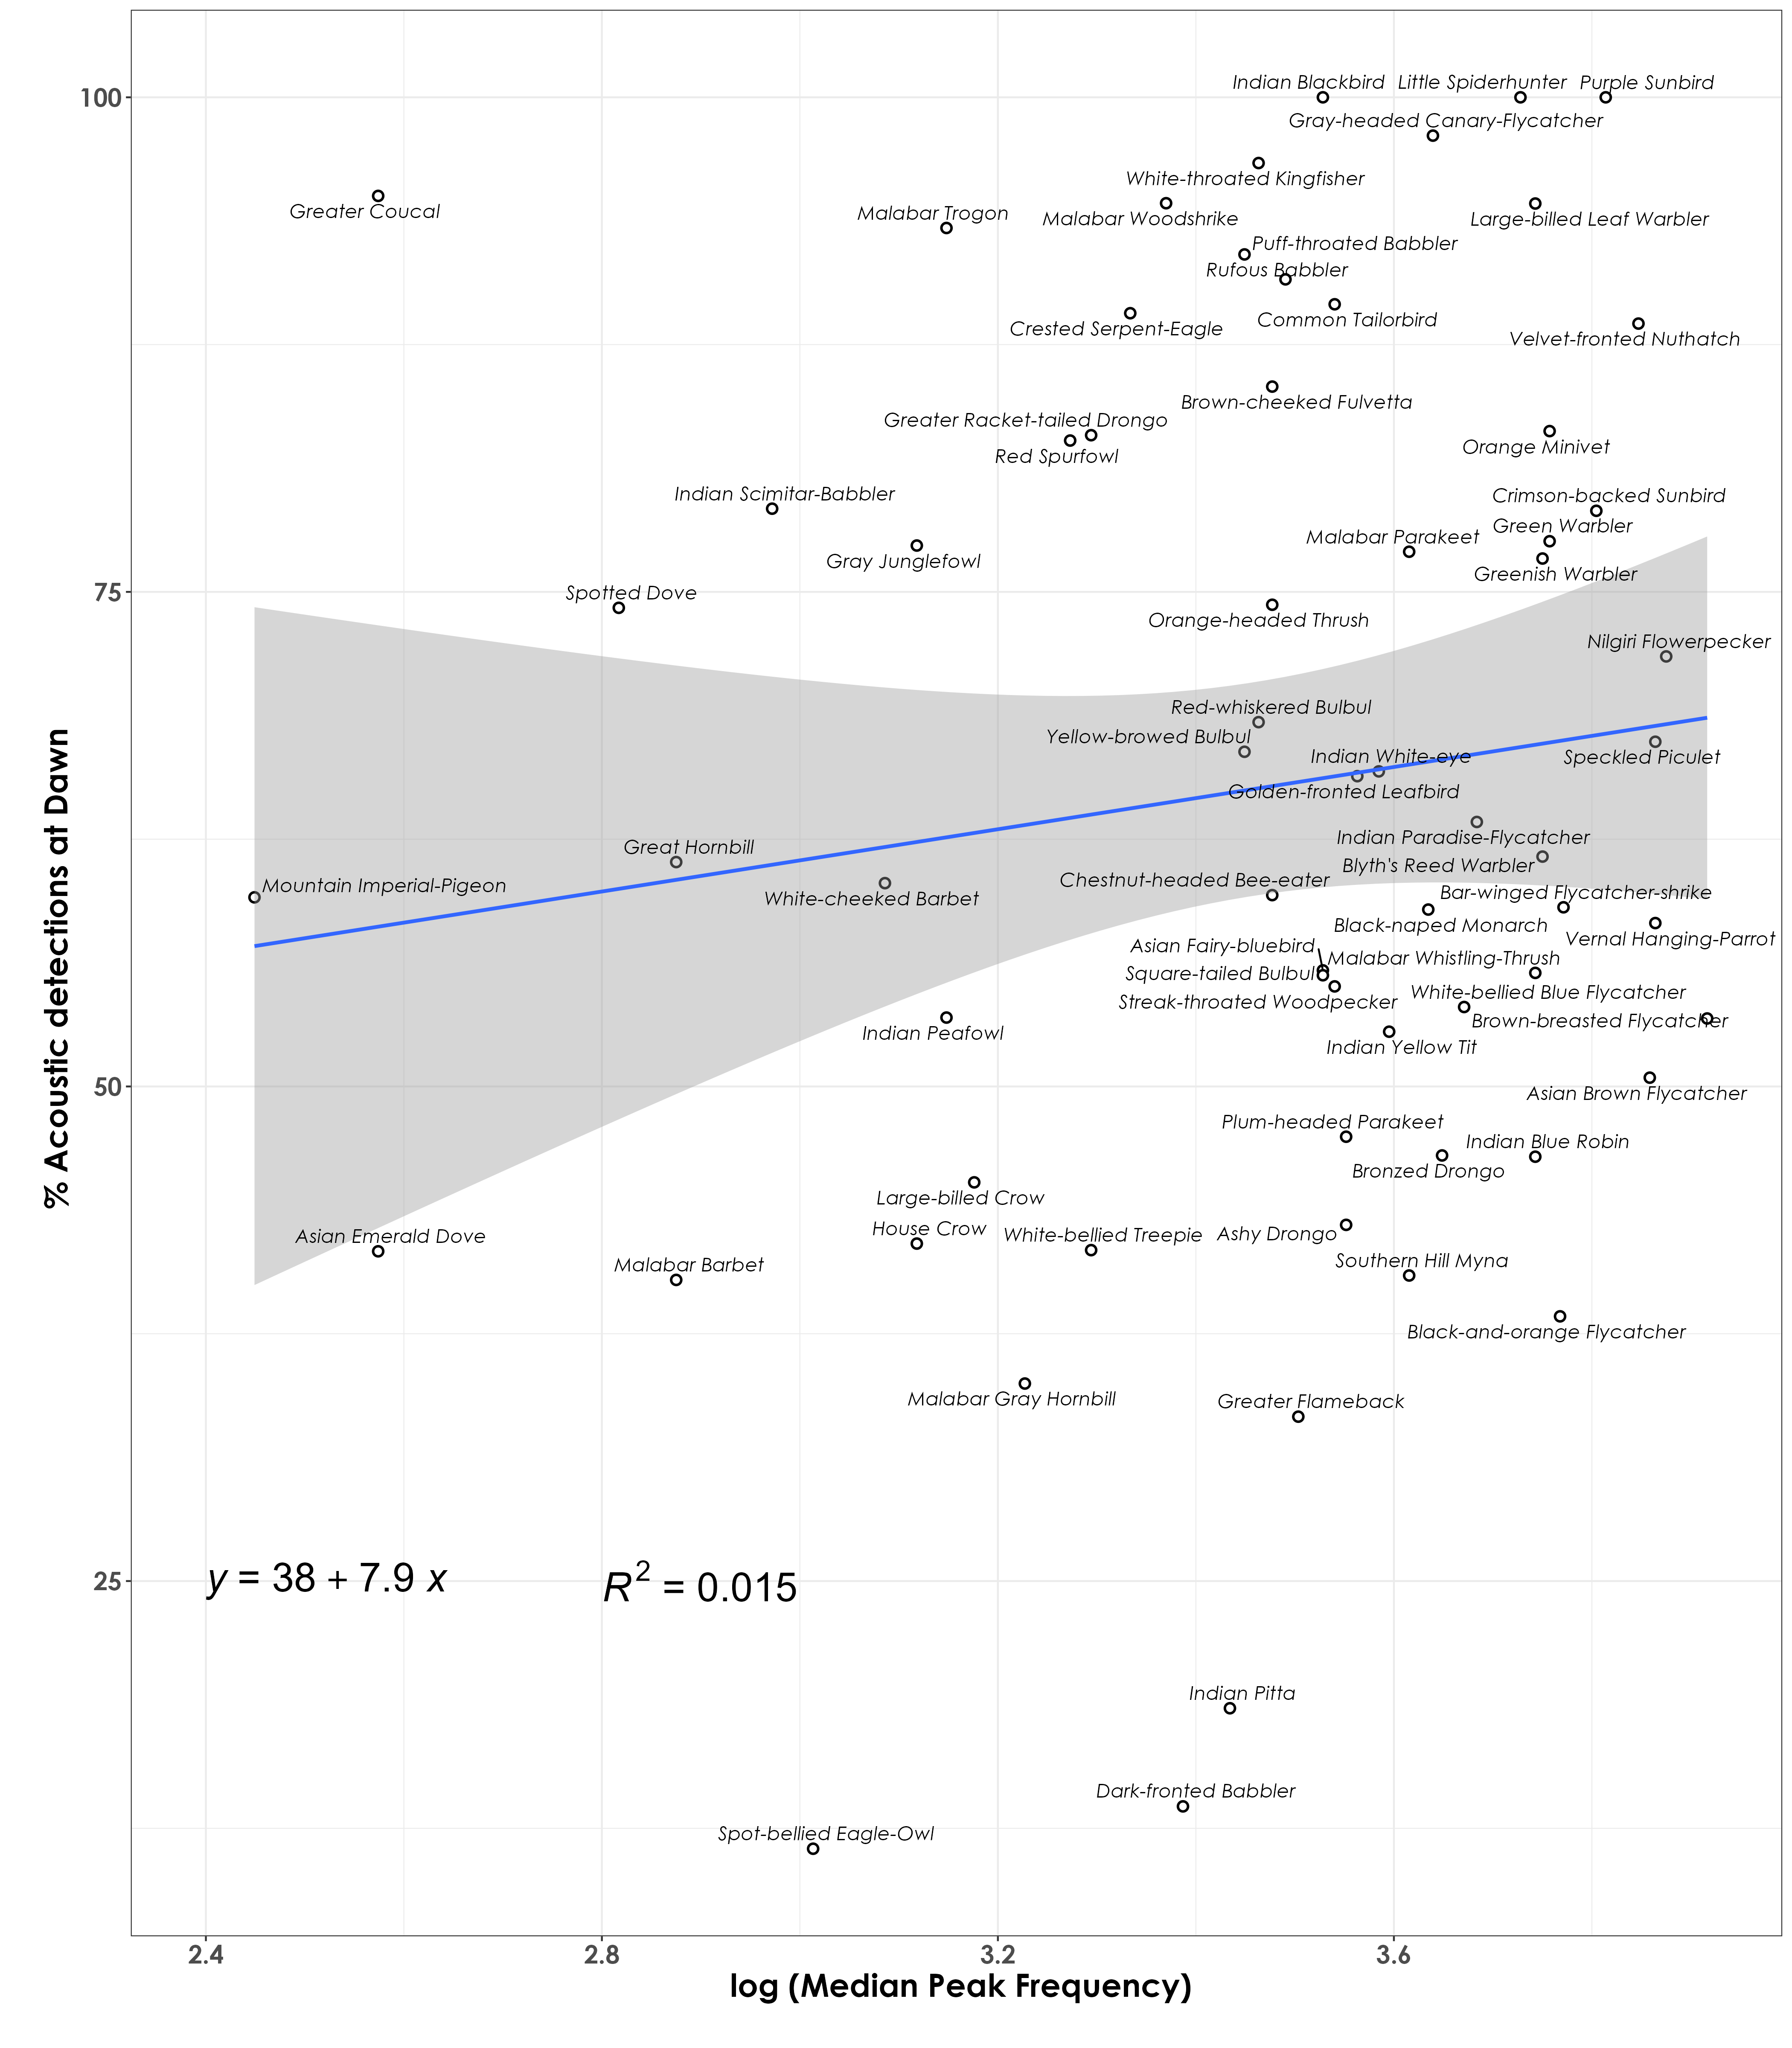 100
75
50
25
% Acoustic detections at Dawn
Indian Blackbird
Little Spiderhunter
Purple Sunbird
Gray-headed Canary-Flycatcher
White-throated Kingfisher
Greater Coucal
Malabar Trogon
Malabar Woodshrike
Large-billed Leaf Warbler
Puff-throated Babbler
Rufous Babbler
Common Tailorbird
Crested Serpent-Eagle
Velvet-fronted Nuthatch
Brown-cheeked Fulvetta
Greater Racket-tailed Drongo
Orange Minivet
Red Spurfowl
Indian Scimitar-Babbler
Crimson-backed Sunbird
Green Warbler
Malabar Parakeet
Gray Junglefowl
Greenish Warbler
Spotted Dove
Orange-headed Thrush
Nilgiri Flowerpecker
Red-whiskered Bulbul
Yellow-browed Bulbul
Indian White-eye
Speckled Piculet
Golden-fronted Leafbird
Indian Paradise-Flycatcher
Great Hornbill
Blyth's Reed Warbler
Chestnut-headed Bee-eater
Mountain Imperial-Pigeon
Bar-winged Flycatcher-shrike
White-cheeked Barbet
Black-naped Monarch
Vernal Hanging-Parrot
Asian Fairy-bluebird
Malabar Whistling-Thrush
Square-tailed Bulbul
White-bellied Blue Flycatcher
Streak-throated Woodpecker
Brown-breasted Flycatcher
Indian Peafowl
Indian Yellow Tit
Asian Brown Flycatcher
Plum-headed Parakeet
Indian Blue Robin
Bronzed Drongo
Large-billed Crow
House Crow
White-bellied Treepie
Ashy Drongo
Asian Emerald Dove
Southern Hill Myna
Malabar Barbet
Black-and-orange Flycatcher
Malabar Gray Hornbill
Greater Flameback
y = 38 + 7.9 x
R² = 0.015
Indian Pitta
Dark-fronted Babbler
Spot-bellied Eagle-Owl
2.4
2.8
3.2
3.6
log (Median Peak Frequency)